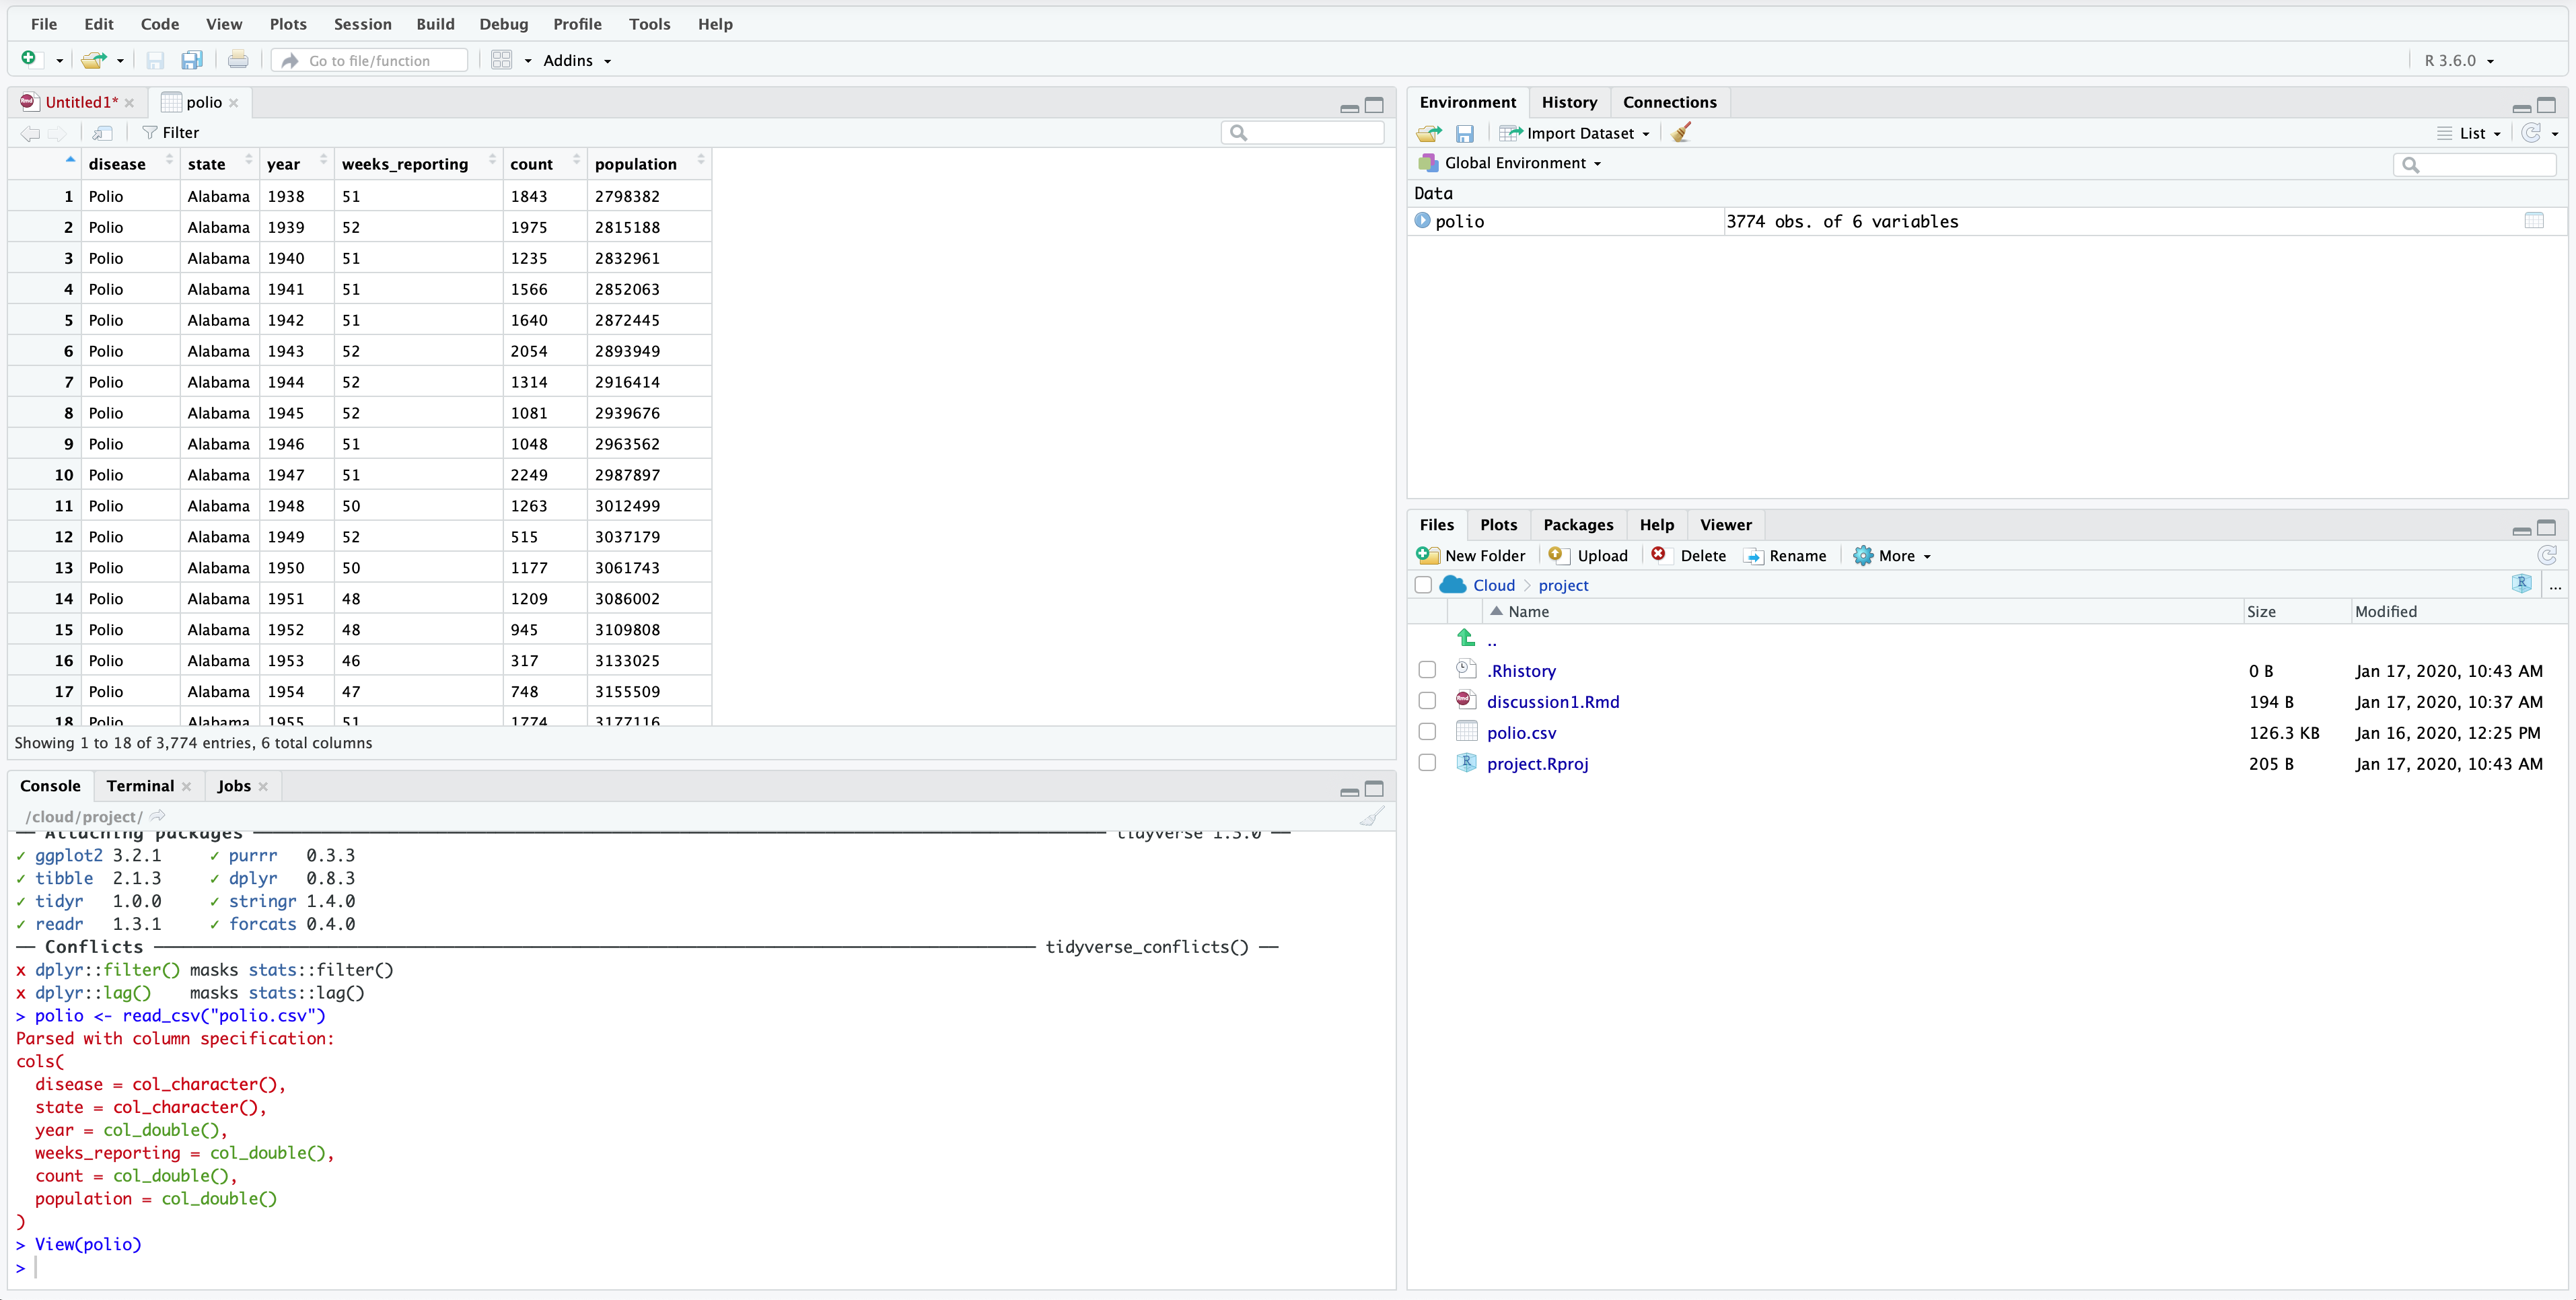 File Edit Code View Plots Session Build Debug Profile Tools Help
Go to file/function Addins R 3.6.0
Untitled1* polio
Filter
disease state year weeks_reporting count population
1 Polio Alabama 1938 51 1843 2798382
2 Polio Alabama 1939 52 1975 2815188
3 Polio Alabama 1940 51 1235 2832961
4 Polio Alabama 1941 51 1566 2852063
5 Polio Alabama 1942 51 1640 2872445
6 Polio Alabama 1943 52 2054 2893949
7 Polio Alabama 1944 52 1314 2916414
8 Polio Alabama 1945 52 1081 2939676
9 Polio Alabama 1946 51 1048 2963562
10 Polio Alabama 1947 51 2249 2987897
11 Polio Alabama 1948 50 1263 3012499
12 Polio Alabama 1949 52 515 3037179
13 Polio Alabama 1950 50 1177 3061743
14 Polio Alabama 1951 48 1209 3086002
15 Polio Alabama 1952 48 945 3109808
16 Polio Alabama 1953 46 317 3133025
17 Polio Alabama 1954 47 748 3155509
18 Polio Alabama 1955 51 1774 3177116
Showing 1 to 18 of 3,774 entries, 6 total columns
Console Terminal Jobs
/cloud/project/
── Attaching packages ── tidyverse 1.3.0 ──
✓ ggplot2 3.2.1 ✓ purrr 0.3.3
✓ tibble 2.1.3 ✓ dplyr 0.8.3
✓ tidyr 1.0.0 ✓ stringr 1.4.0
✓ readr 1.3.1 ✓ forcats 0.4.0
── Conflicts ── tidyverse_conflicts() ──
x dplyr::filter() masks stats::filter()
x dplyr::lag() masks stats::lag()
> polio <- read_csv("polio.csv")
Parsed with column specification:
cols(
disease = col_character(),
state = col_character(),
year = col_double(),
weeks_reporting = col_double(),
count = col_double(),
population = col_double()
)
> View(polio)
>
Environment History Connections
Import Dataset List
Global Environment
Data
polio 3774 obs. of 6 variables
Files Plots Packages Help Viewer
New Folder Upload Delete Rename More
Cloud > project ...
Name Size Modified
..
.Rhistory 0 B Jan 17, 2020, 10:43 AM
discussion1.Rmd 194 B Jan 17, 2020, 10:37 AM
polio.csv 126.3 KB Jan 16, 2020, 12:25 PM
project.Rproj 205 B Jan 17, 2020, 10:43 AM